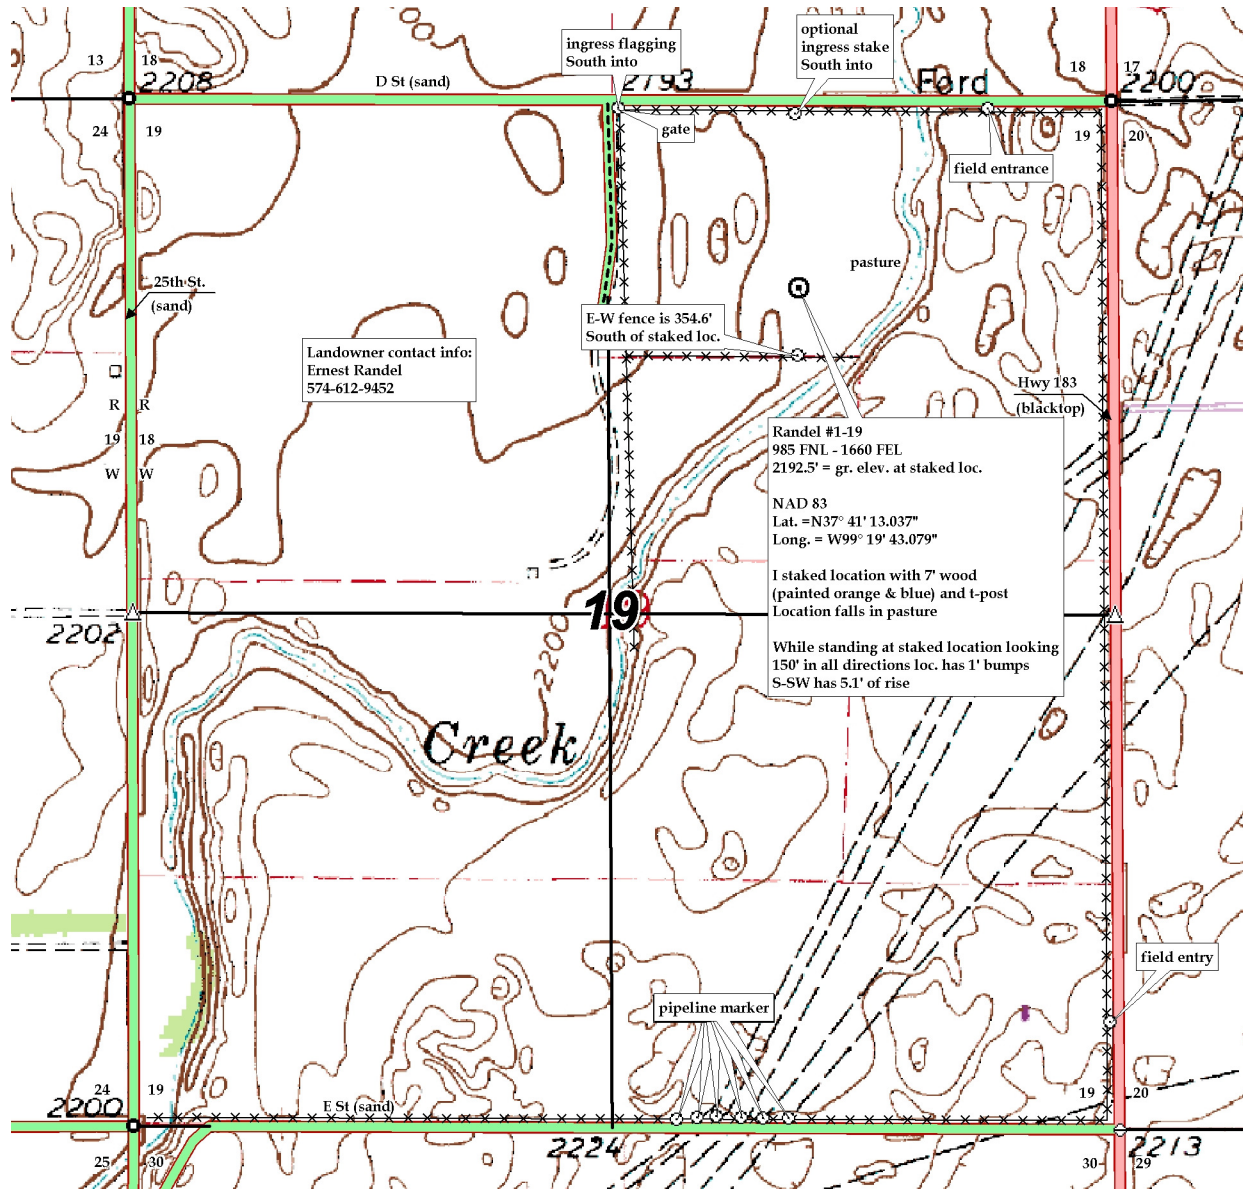 13
18
2208
D St (sand)
ingress flagging
South into
2193
optional
ingress stake
South into
Ford
18
17
2200
24
19
gate
19
20
field entrance
25th St.
(sand)
pasture
E-W fence is 354.6'
South of staked loc.
Landowner contact info:
Ernest Randel
574-612-9452
Hwy 183
(blacktop)
R
R
19
18
W
W
Randel #1-19
985 FNL - 1660 FEL
2192.5' = gr. elev. at staked loc.
NAD 83
Lat. =N37° 41' 13.037"
Long. = W99° 19' 43.079"
I staked location with 7' wood
(painted orange & blue) and t-post
Location falls in pasture
While standing at staked location looking
150' in all directions loc. has 1' bumps
S-SW has 5.1' of rise
19
2202
2200
Creek
field entry
pipeline marker
24
19
2200
E St (sand)
19
20
2224
2213
25
30
30
29